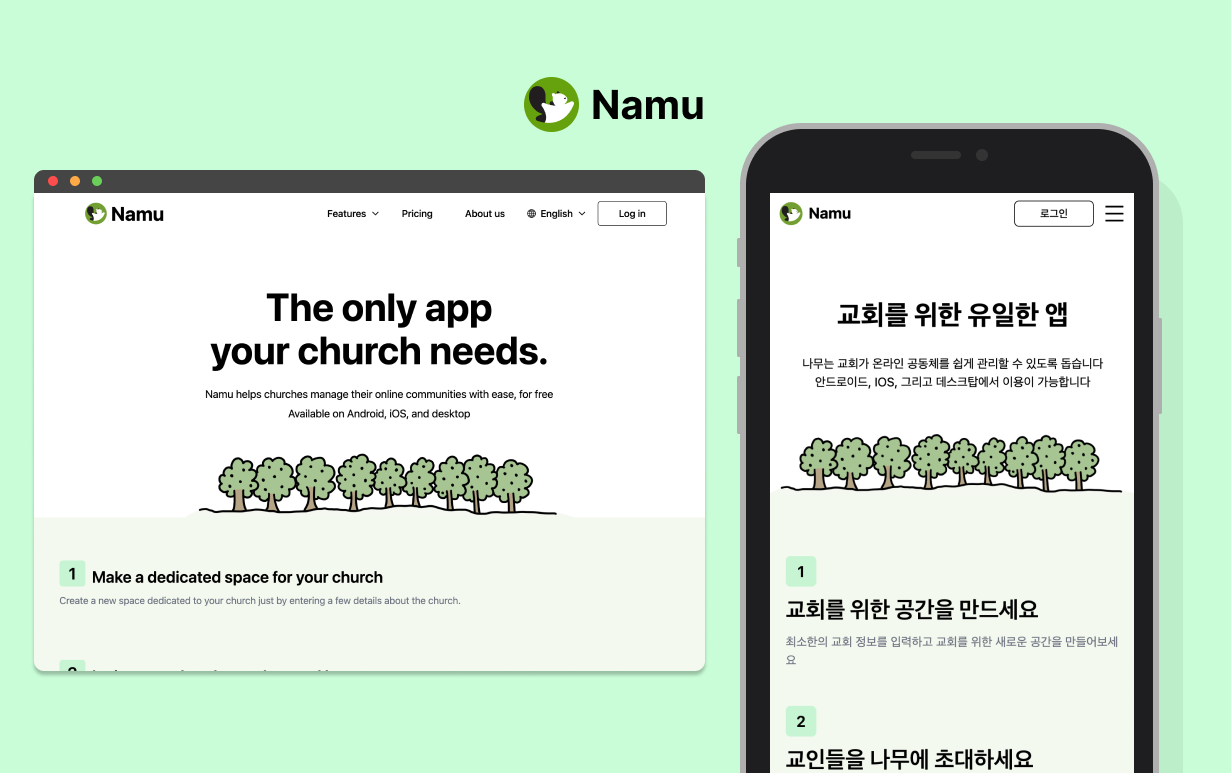 Namu
Namu
Features
Pricing
About us
English
Log in
The only app
your church needs.
Namu helps churches manage their online communities with ease, for free
Available on Android, iOS, and desktop
1
Make a dedicated space for your church
Create a new space dedicated to your church just by entering a few details about the church.
Namu
로그인
교회를 위한 유일한 앱
나무는 교회가 온라인 공동체를 쉽게 관리할 수 있도록 돕습니다
안드로이드, IOS, 그리고 데스크탑에서 이용이 가능합니다
1
교회를 위한 공간을 만드세요
최소한의 교회 정보를 입력하고 교회를 위한 새로운 공간을 만들어보세
요
2
교인들을 나무에 초대하세요